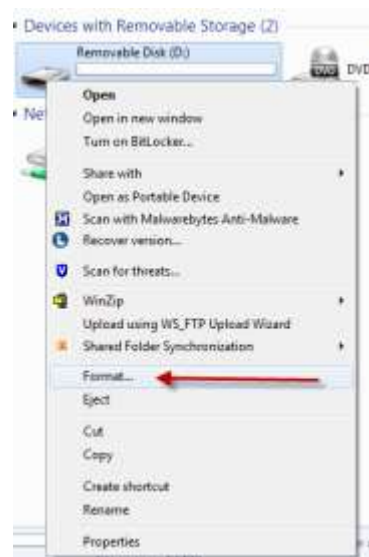 Devices with Removable Storage (2)
Removable Disk (D:)
DVD
DVD
Ne
Open
Open in new window
Turn on BitLocker...
Share with
Open as Portable Device
Scan with Malwarebytes Anti-Malware
Recover version...
Scan for threats...
WinZip
Upload using WS_FTP Upload Wizard
Shared Folder Synchronization
Format...
Eject
Cut
Copy
Create shortcut
Rename
Properties